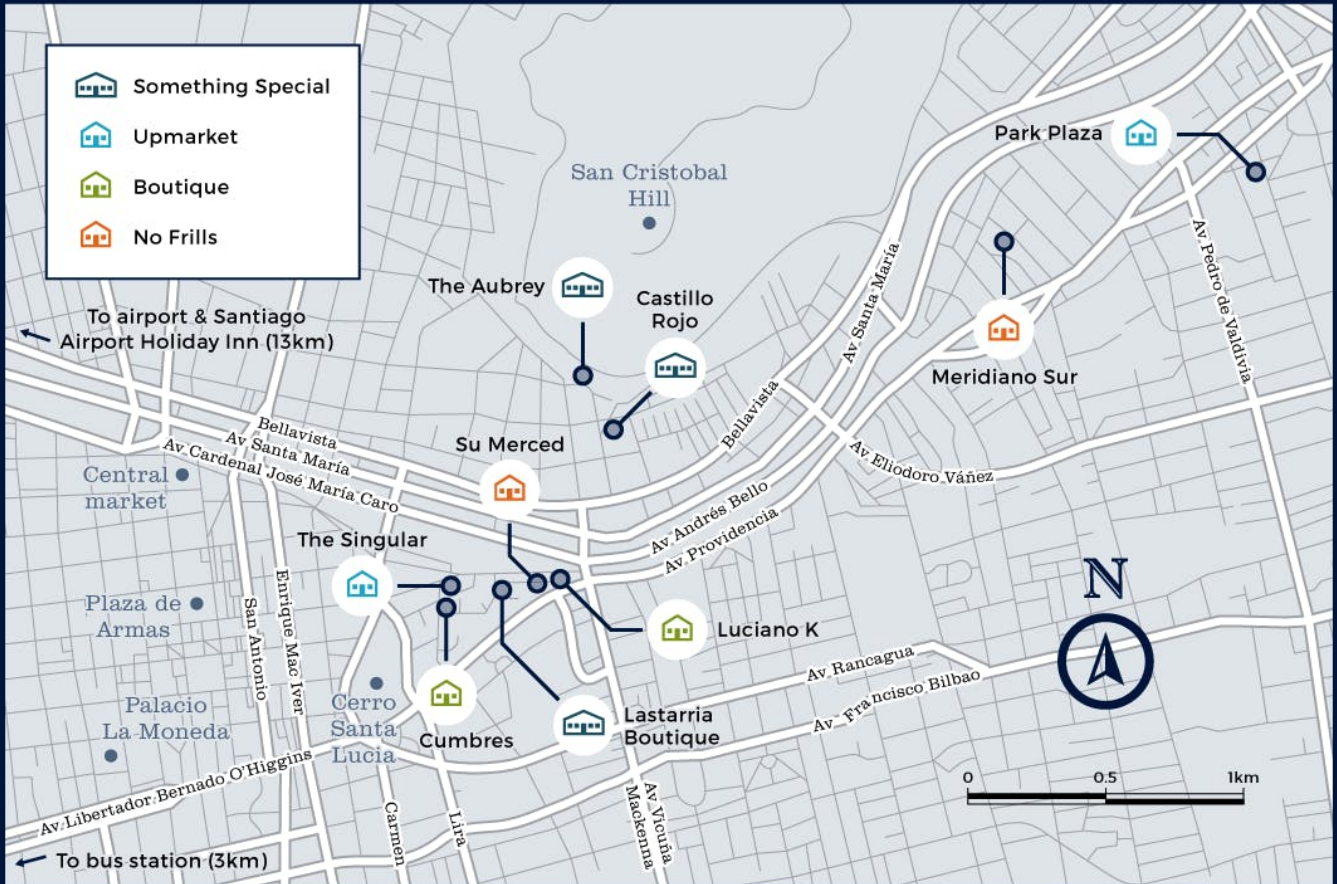 Something Special
Upmarket
Boutique
No Frills
Park Plaza
San Cristobal
Hill
The Aubrey
Castillo
Rojo
To airport & Santiago
Airport Holiday Inn (13km)
Meridiano Sur
Av Santa María
Av Pedro de Valdivia
Bellavista
Bellavista
Av Santa María
Av Cardenal José María Caro
Su Merced
Av Eliodoro Váñez
Central
market
Av Andrés Bello
Av Providencia
The Singular
N
Plaza de
Armas
San Antonio
Enrique Mac Iver
Luciano K
Av Rancagua
Av Francisco Bilbao
Palacio
La Moneda
Cerro
Santa
Lucia
Cumbres
Lastarria
Boutique
0 0.5 1km
Av Libertador Bernado O'Higgins
Carmen
Lira
Av Vicuña
Mackenna
To bus station (3km)